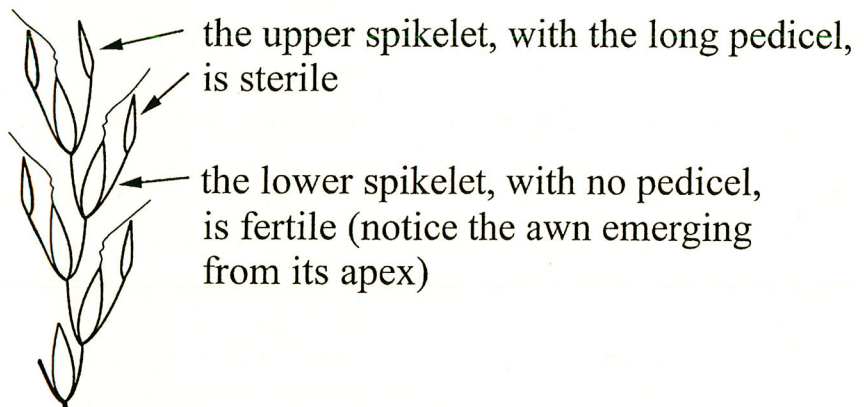 the upper spikelet, with the long pedicel,
is sterile
the lower spikelet, with no pedicel,
is fertile (notice the awn emerging
from its apex)